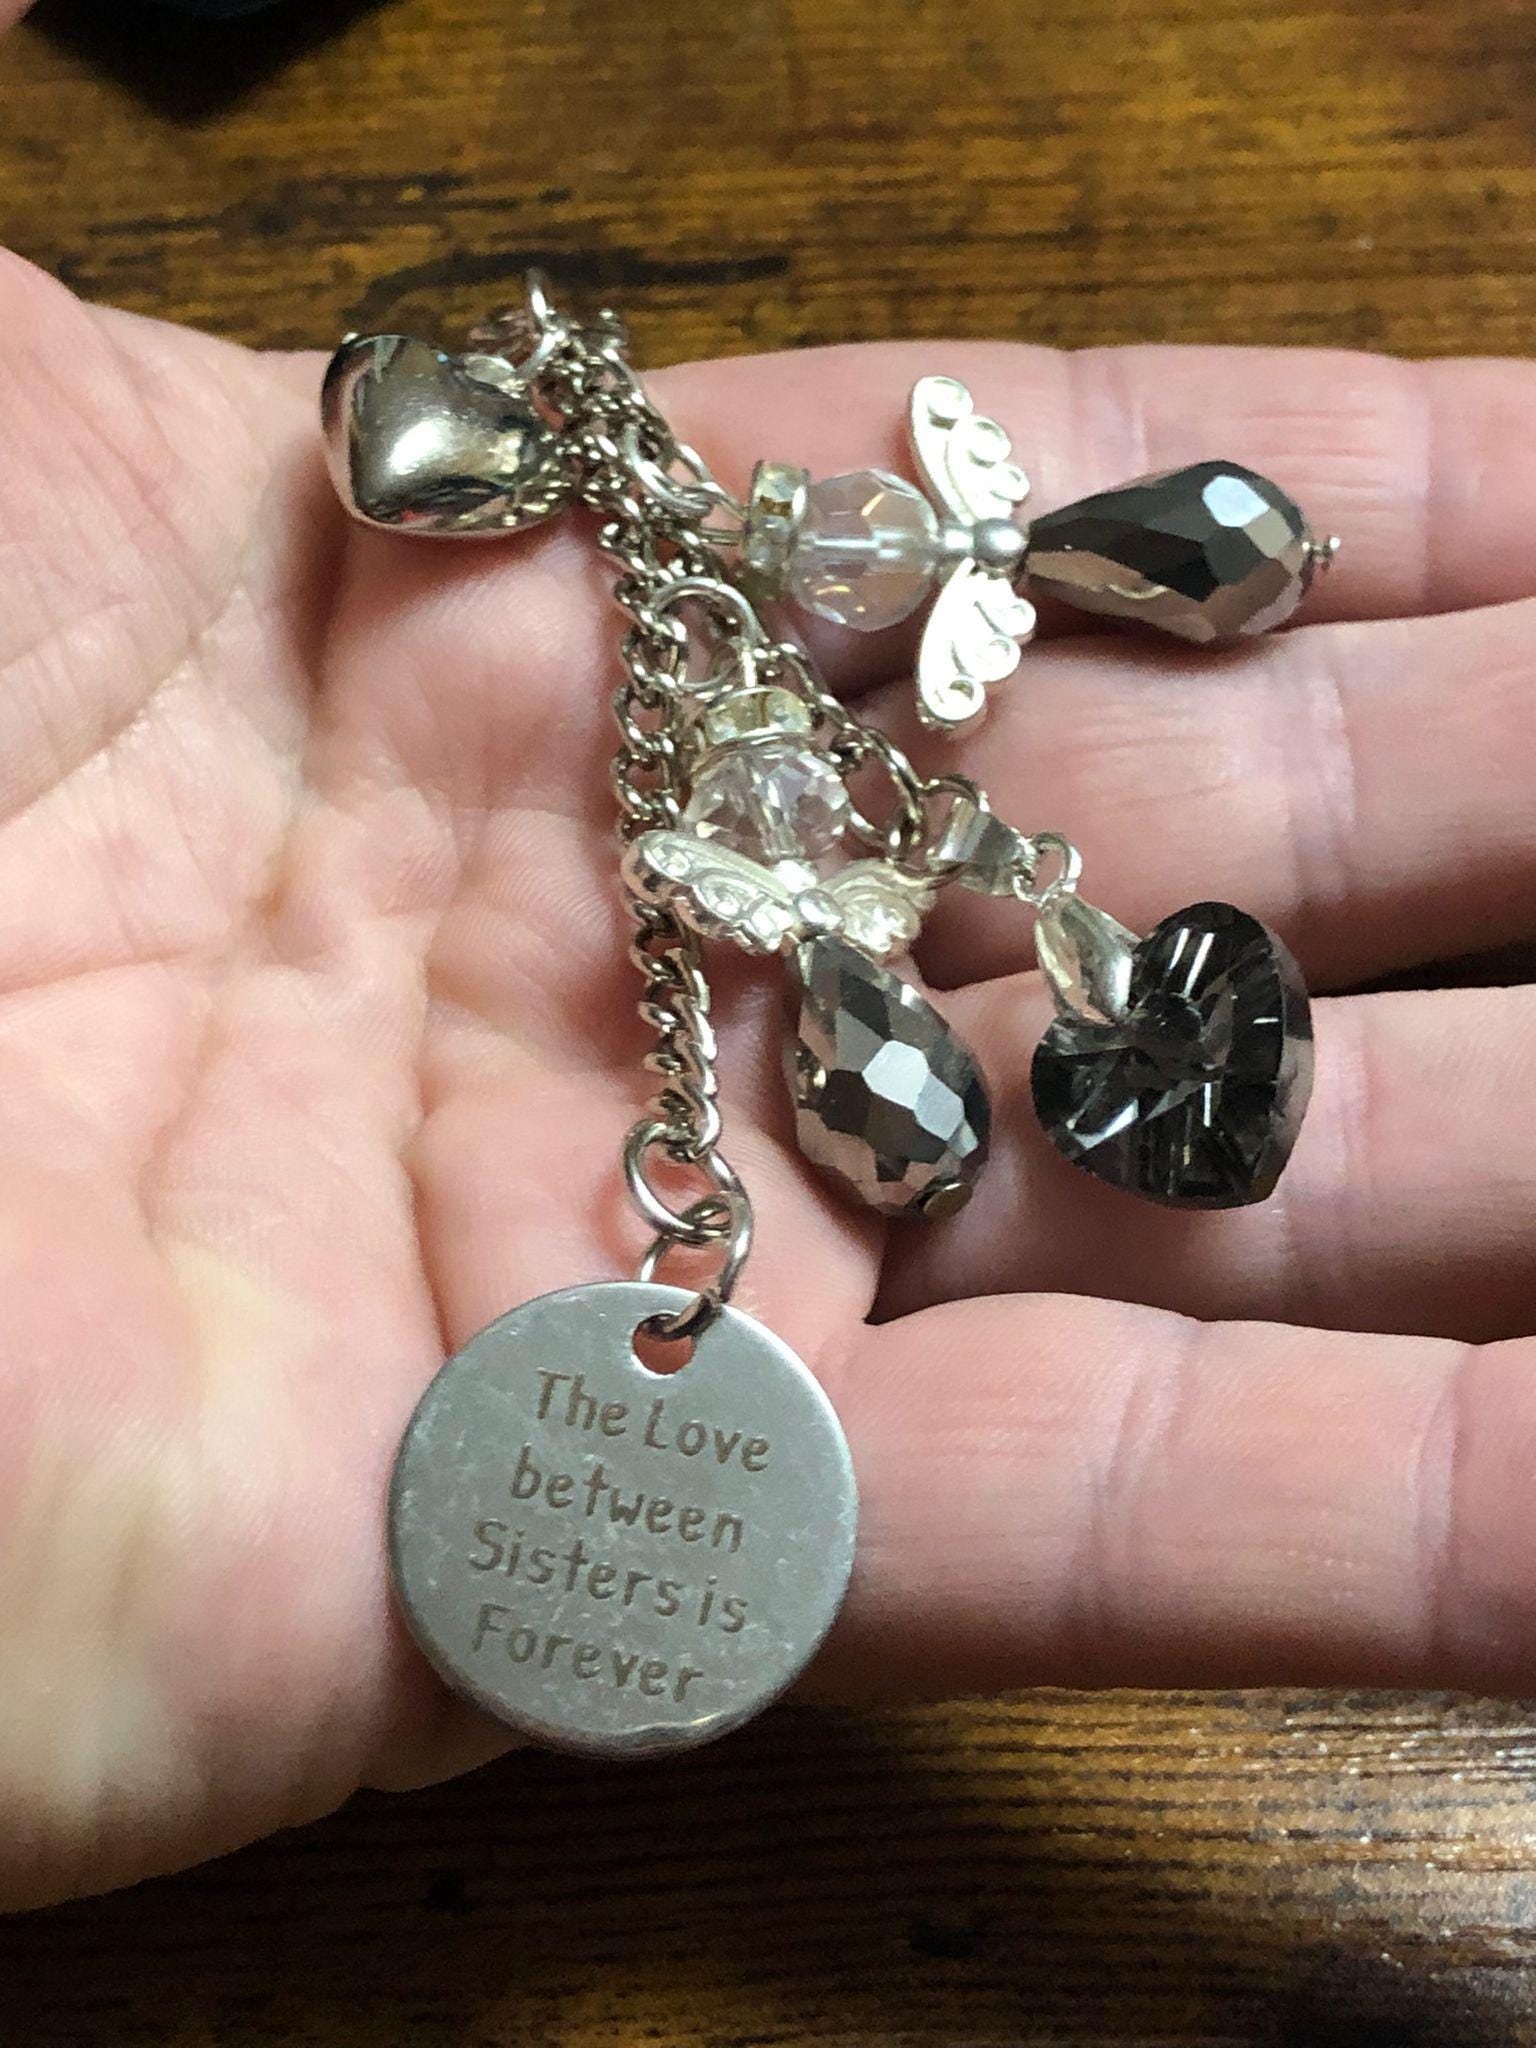 The Love
between
Sisters is
Forever